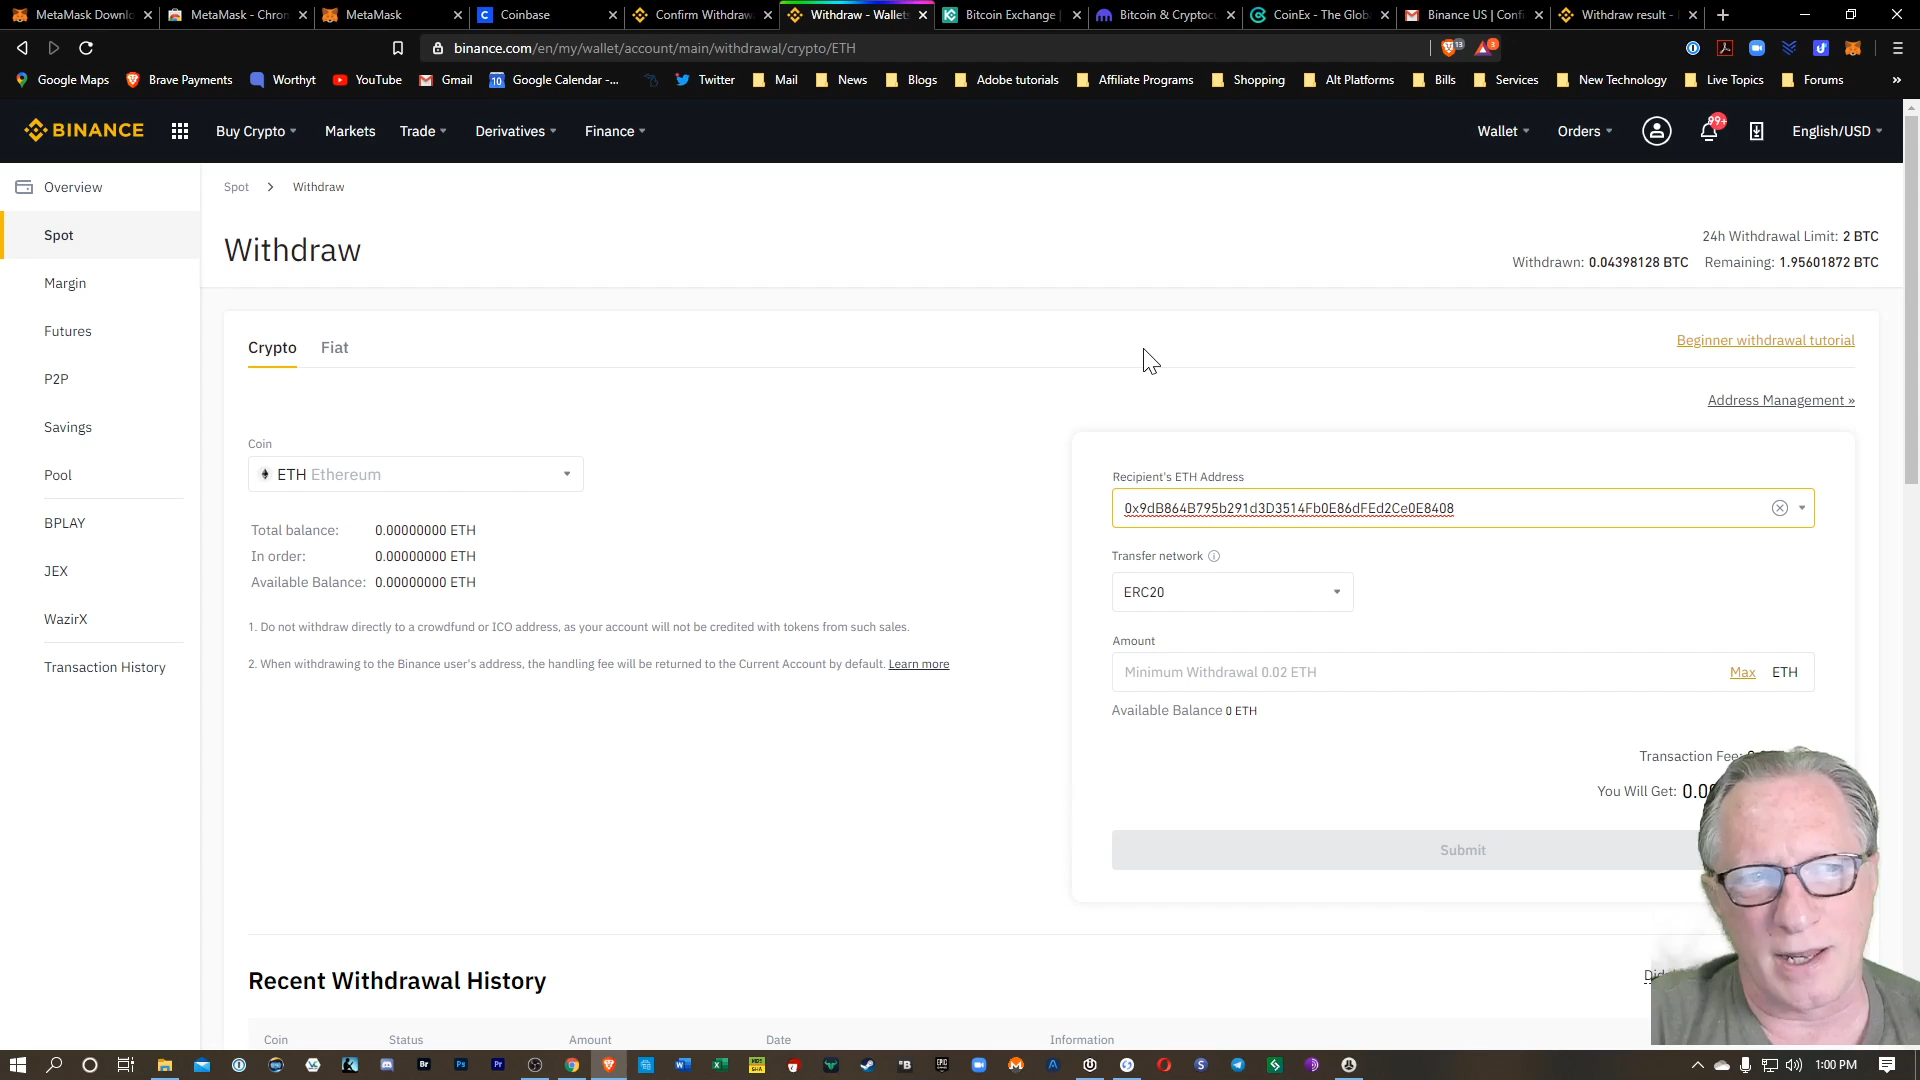 MetaMask Downlo
MetaMask - Chron
MetaMask
Coinbase
Confirm Withdraw
Withdraw - Wallets
Bitcoin Exchange |
Bitcoin & Cryptocu
CoinEx - The Globa
Binance US | Confi
Withdraw result -
binance.com/en/my/wallet/account/main/withdrawal/crypto/ETH
13
3
Google Maps
Brave Payments
Worthyt
YouTube
Gmail
Google Calendar -...
Twitter
Mail
News
Blogs
Adobe tutorials
Affiliate Programs
Shopping
Alt Platforms
Bills
Services
New Technology
Live Topics
Forums
BINANCE
Buy Crypto
Markets
Trade
Derivatives
Finance
Wallet
Orders
99+
English/USD
Overview
Spot
Margin
Futures
P2P
Savings
Pool
BPLAY
JEX
WazirX
Transaction History
Spot > Withdraw
Withdraw
24h Withdrawal Limit: 2 BTC
Withdrawn: 0.04398128 BTC Remaining: 1.95601872 BTC
Crypto
Fiat
Beginner withdrawal tutorial
Address Management »
Coin
ETH Ethereum
Total balance: 0.00000000 ETH
In order: 0.00000000 ETH
Available Balance: 0.00000000 ETH
1. Do not withdraw directly to a crowdfund or ICO address, as your account will not be credited with tokens from such sales.
2. When withdrawing to the Binance user's address, the handling fee will be returned to the Current Account by default. Learn more
Recipient's ETH Address
0x9dB864B795b291d3D3514Fb0E86dFEd2Ce0E8408
Transfer network
ERC20
Amount
Minimum Withdrawal 0.02 ETH
Max
ETH
Available Balance 0 ETH
Transaction Fee:
You Will Get: 0.00
Submit
Recent Withdrawal History
Did
Coin
Status
Amount
Date
Information
1:00 PM